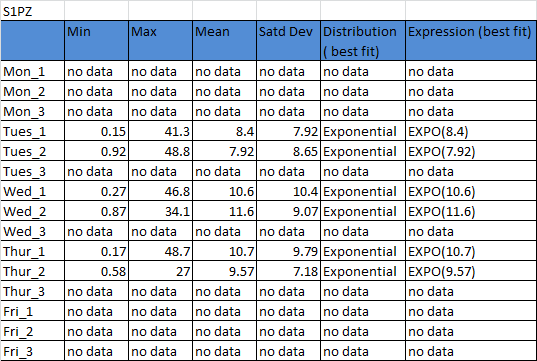 S1PZ
Min Max Mean Satd Dev Distribution ( best fit) Expression (best fit)
Mon_1 no data no data no data no data no data no data
Mon_2 no data no data no data no data no data no data
Mon_3 no data no data no data no data no data no data
Tues_1 0.15 41.3 8.4 7.92 Exponential EXPO(8.4)
Tues_2 0.92 48.8 7.92 8.65 Exponential EXPO(7.92)
Tues_3 no data no data no data no data no data no data
Wed_1 0.27 46.8 10.6 10.4 Exponential EXPO(10.6)
Wed_2 0.87 34.1 11.6 9.07 Exponential EXPO(11.6)
Wed_3 no data no data no data no data no data no data
Thur_1 0.17 48.7 10.7 9.79 Exponential EXPO(10.7)
Thur_2 0.58 27 9.57 7.18 Exponential EXPO(9.57)
Thur_3 no data no data no data no data no data no data
Fri_1 no data no data no data no data no data no data
Fri_2 no data no data no data no data no data no data
Fri_3 no data no data no data no data no data no data